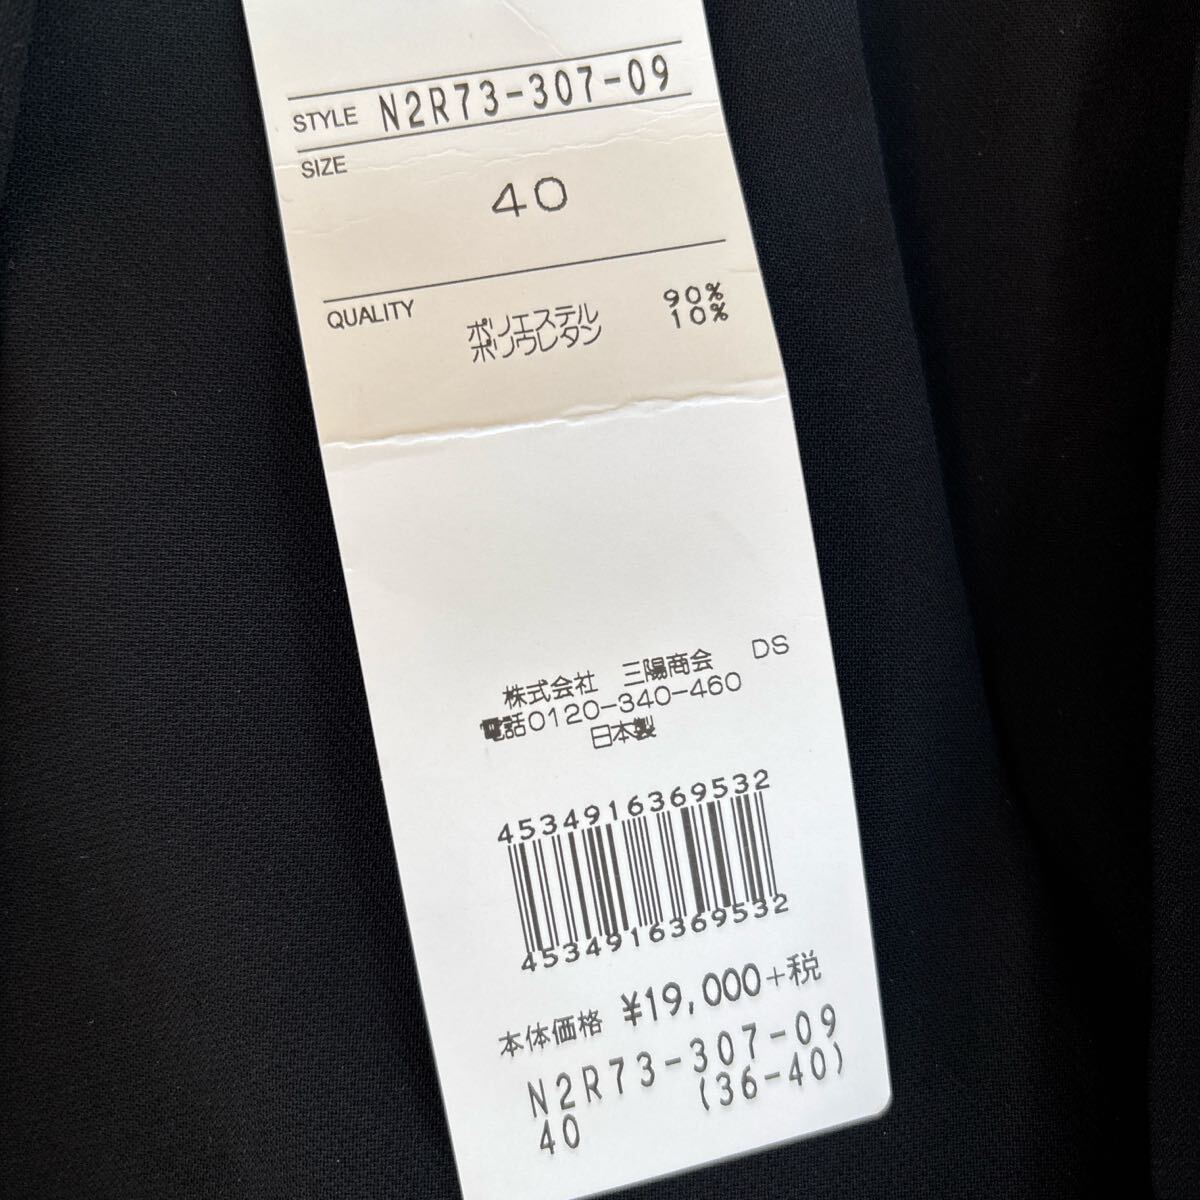 STYLE N2R73-307-09
SIZE
40
QUALITY
ポリエステル 90%
ポリウレタン 10%
株式会社 三陽商会 DS
電話0120-340-460
日本製
4534916369532
4534916369532
本体価格 ¥19,000+税
N2R73-307-09
40 (36-40)